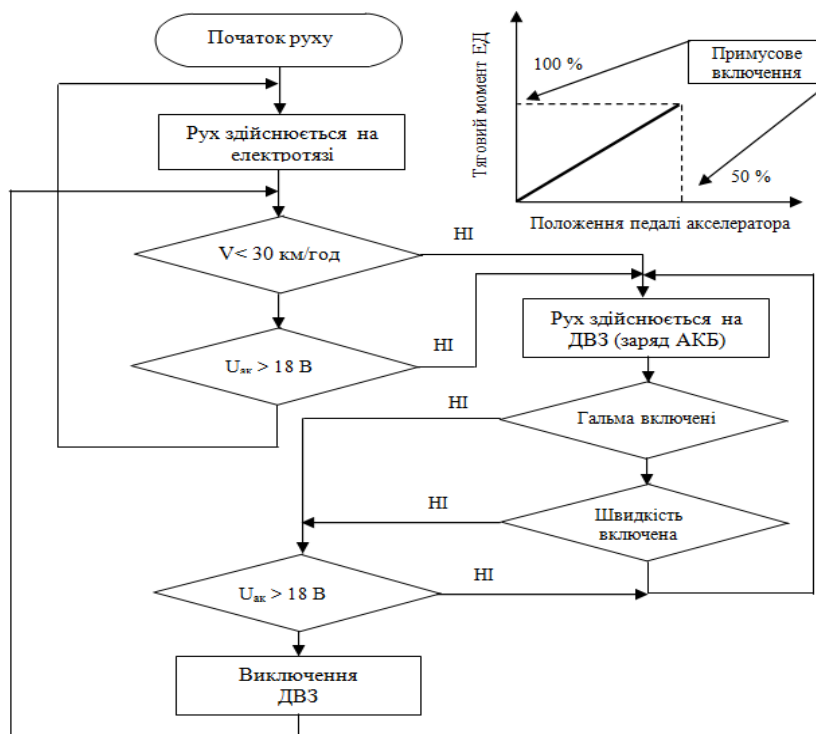 Початок руху
Рух здійснюється на
електротязі
V< 30 км/год
НІ
Uак > 18 В
НІ
Тяговий момент ЕД
100 %
Примусове
включення
50 %
Положення педалі акселератора
Рух здійснюється на
ДВЗ (заряд АКБ)
Гальма включені
НІ
Швидкість
включена
НІ
Uак > 18 В
НІ
Виключення
ДВЗ